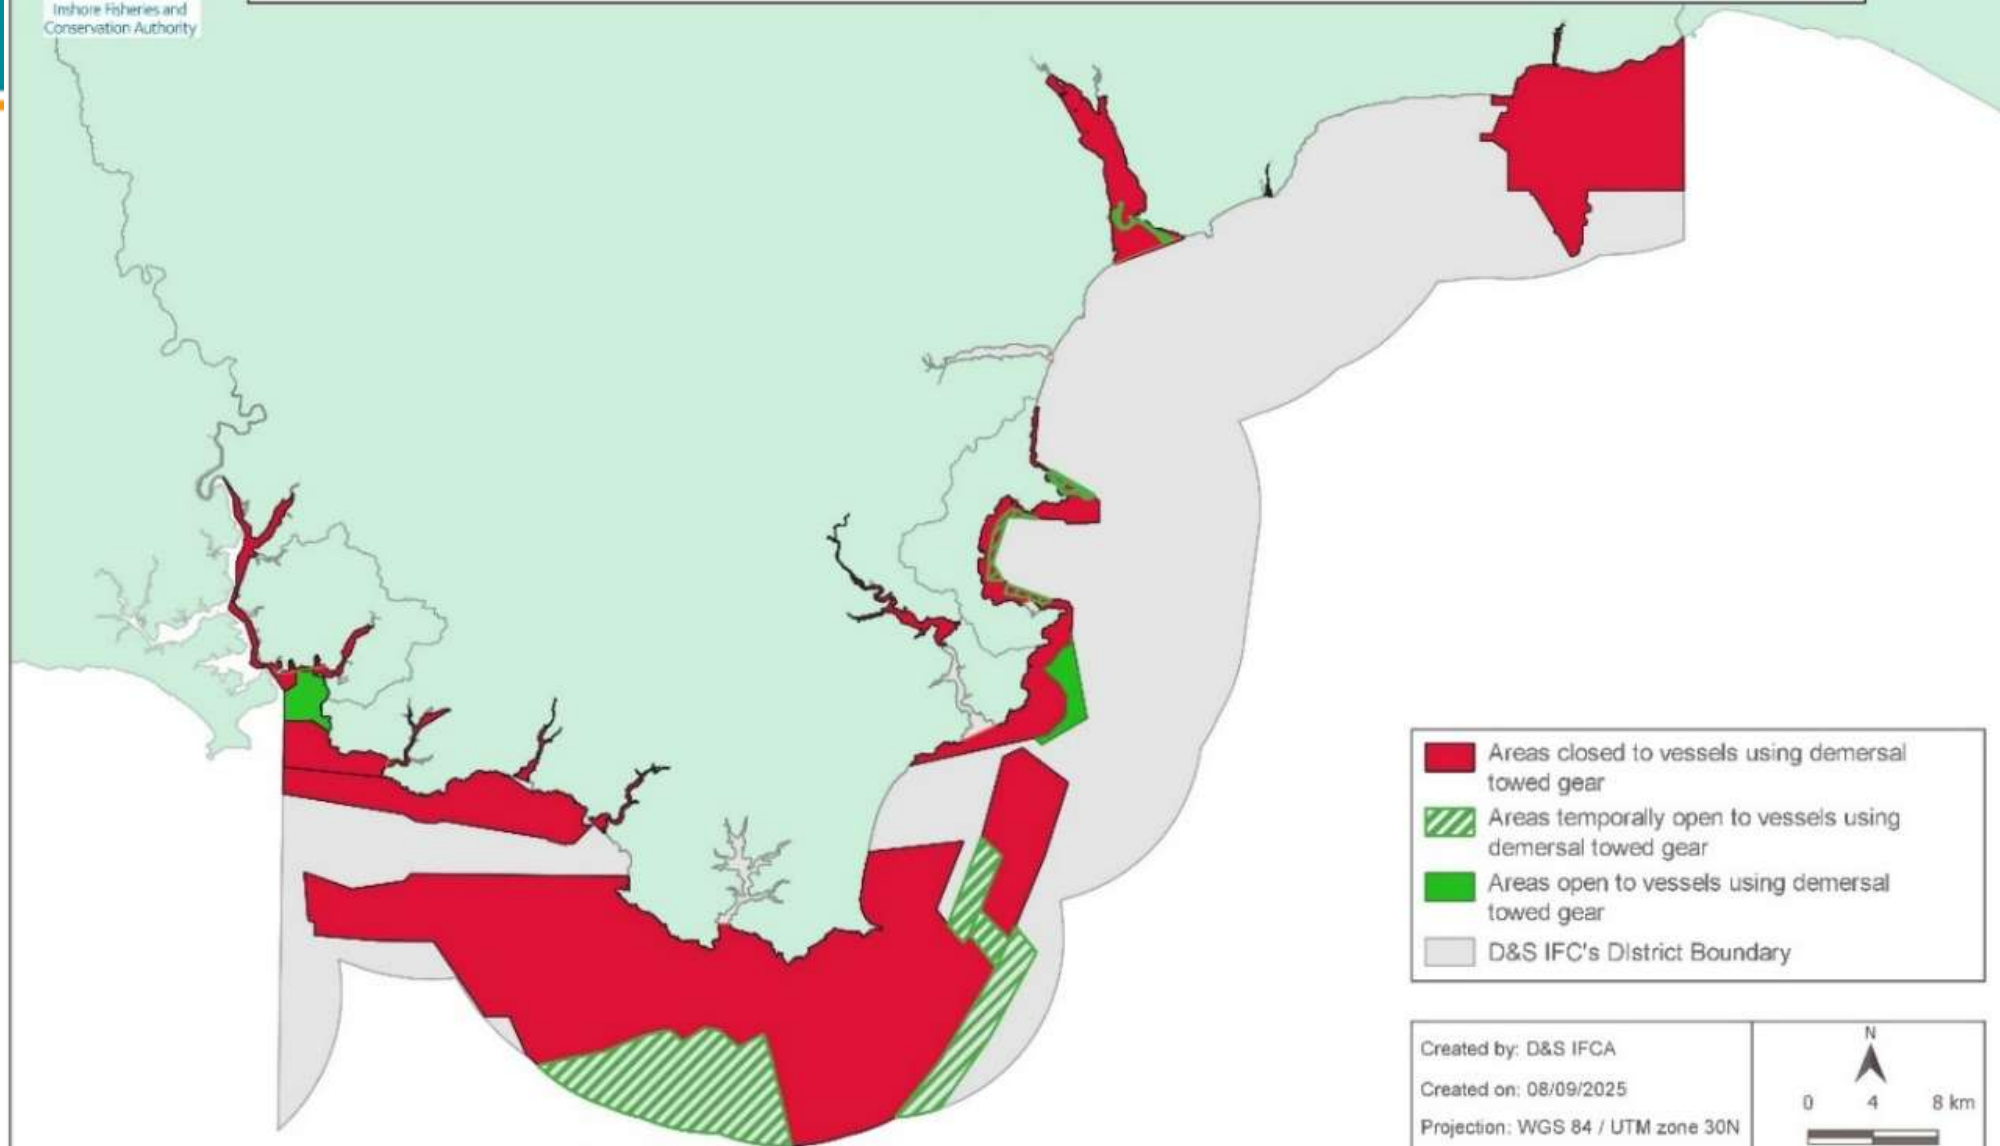 Inshore Fisheries and
Conservation Authority
Areas closed to vessels using demersal
towed gear
Areas temporally open to vessels using
demersal towed gear
Areas open to vessels using demersal
towed gear
D&S IFC's DIstrict Boundary
Created by: D&S IFCA
Created on: 08/09/2025
Projection: WGS 84 / UTM zone 30N
N
0 4 8 km